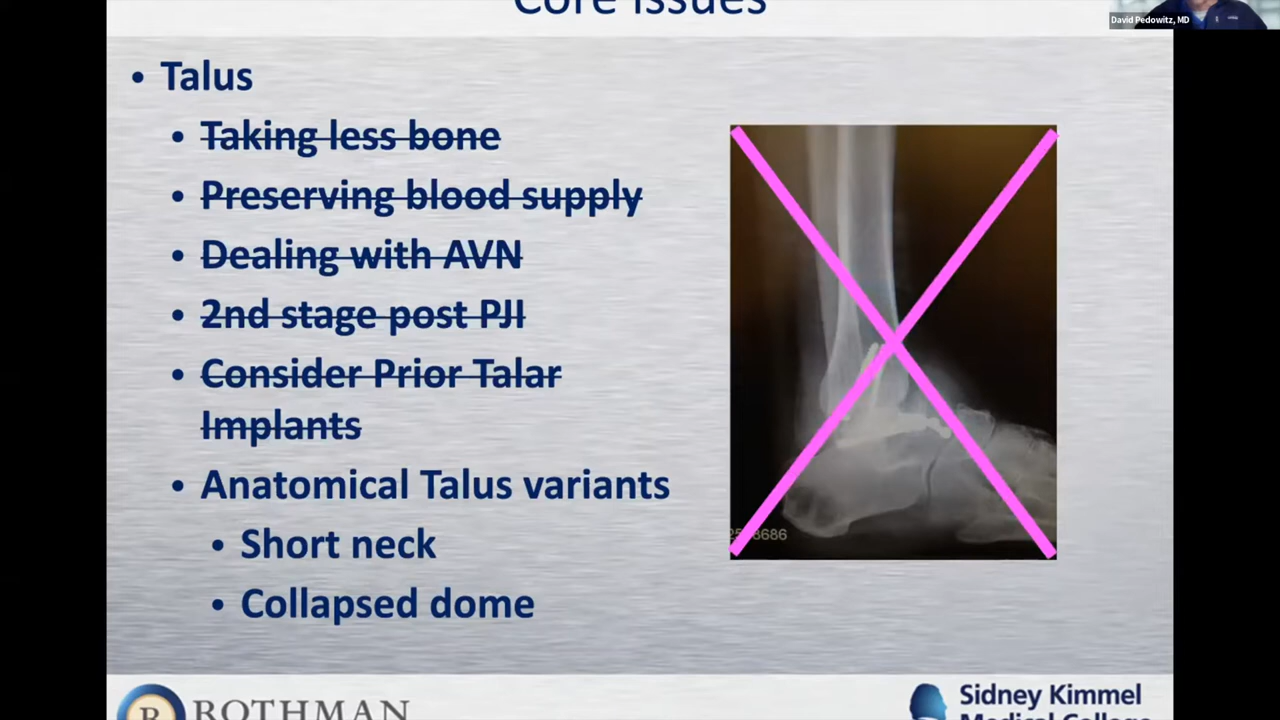 Core Issues
David Pedowitz, MD
• Talus
• Taking less bone
• Preserving blood supply
• Dealing with AVN
• 2nd stage post PJI
• Consider Prior Talar
Implants
• Anatomical Talus variants
• Short neck
• Collapsed dome
8686
R ROTHMAN
Sidney Kimmel
Medical College